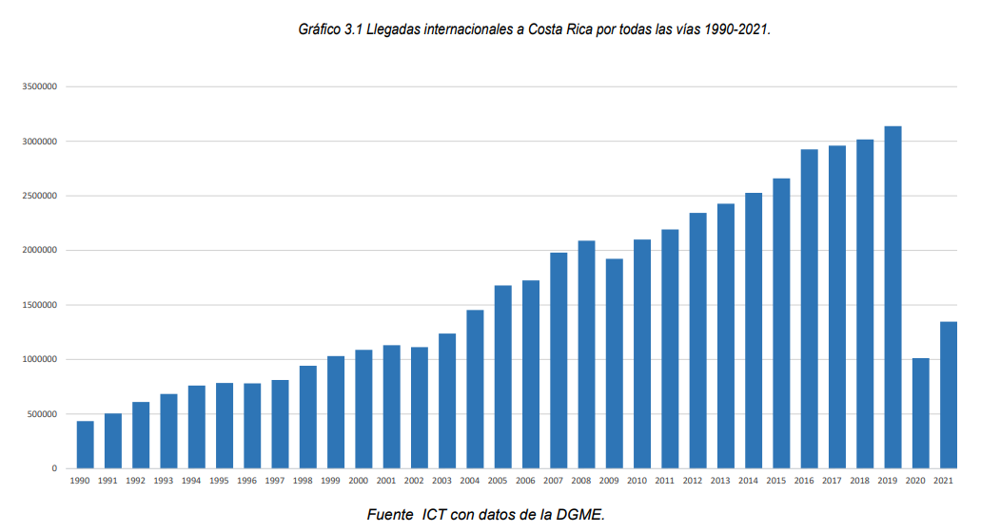 Gráfico 3.1 Llegadas internacionales a Costa Rica por todas las vías 1990-2021.
3500000
3000000
2500000
2000000
1500000
1000000
500000
0
1990 1991 1992 1993 1994 1995 1996 1997 1998 1999 2000 2001 2002 2003 2004 2005 2006 2007 2008 2009 2010 2011 2012 2013 2014 2015 2016 2017 2018 2019 2020 2021
Fuente ICT con datos de la DGME.